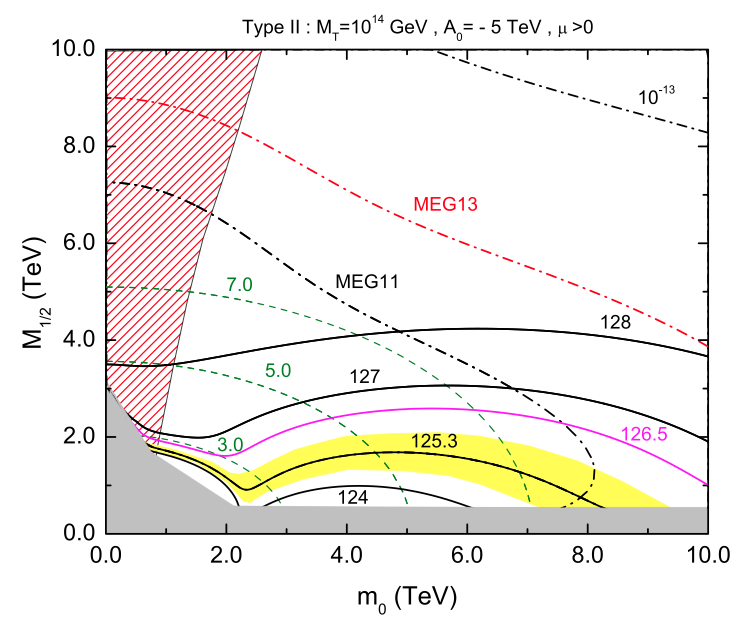 Type II : M_T=10^14 GeV , A_0= - 5 TeV , μ >0
10.0
8.0
6.0
4.0
2.0
0.0
M_1/2 (TeV)
10^-13
MEG13
MEG11
7.0
128
5.0
127
126.5
3.0
125.3
124
0.0 2.0 4.0 6.0 8.0 10.0
m_0 (TeV)